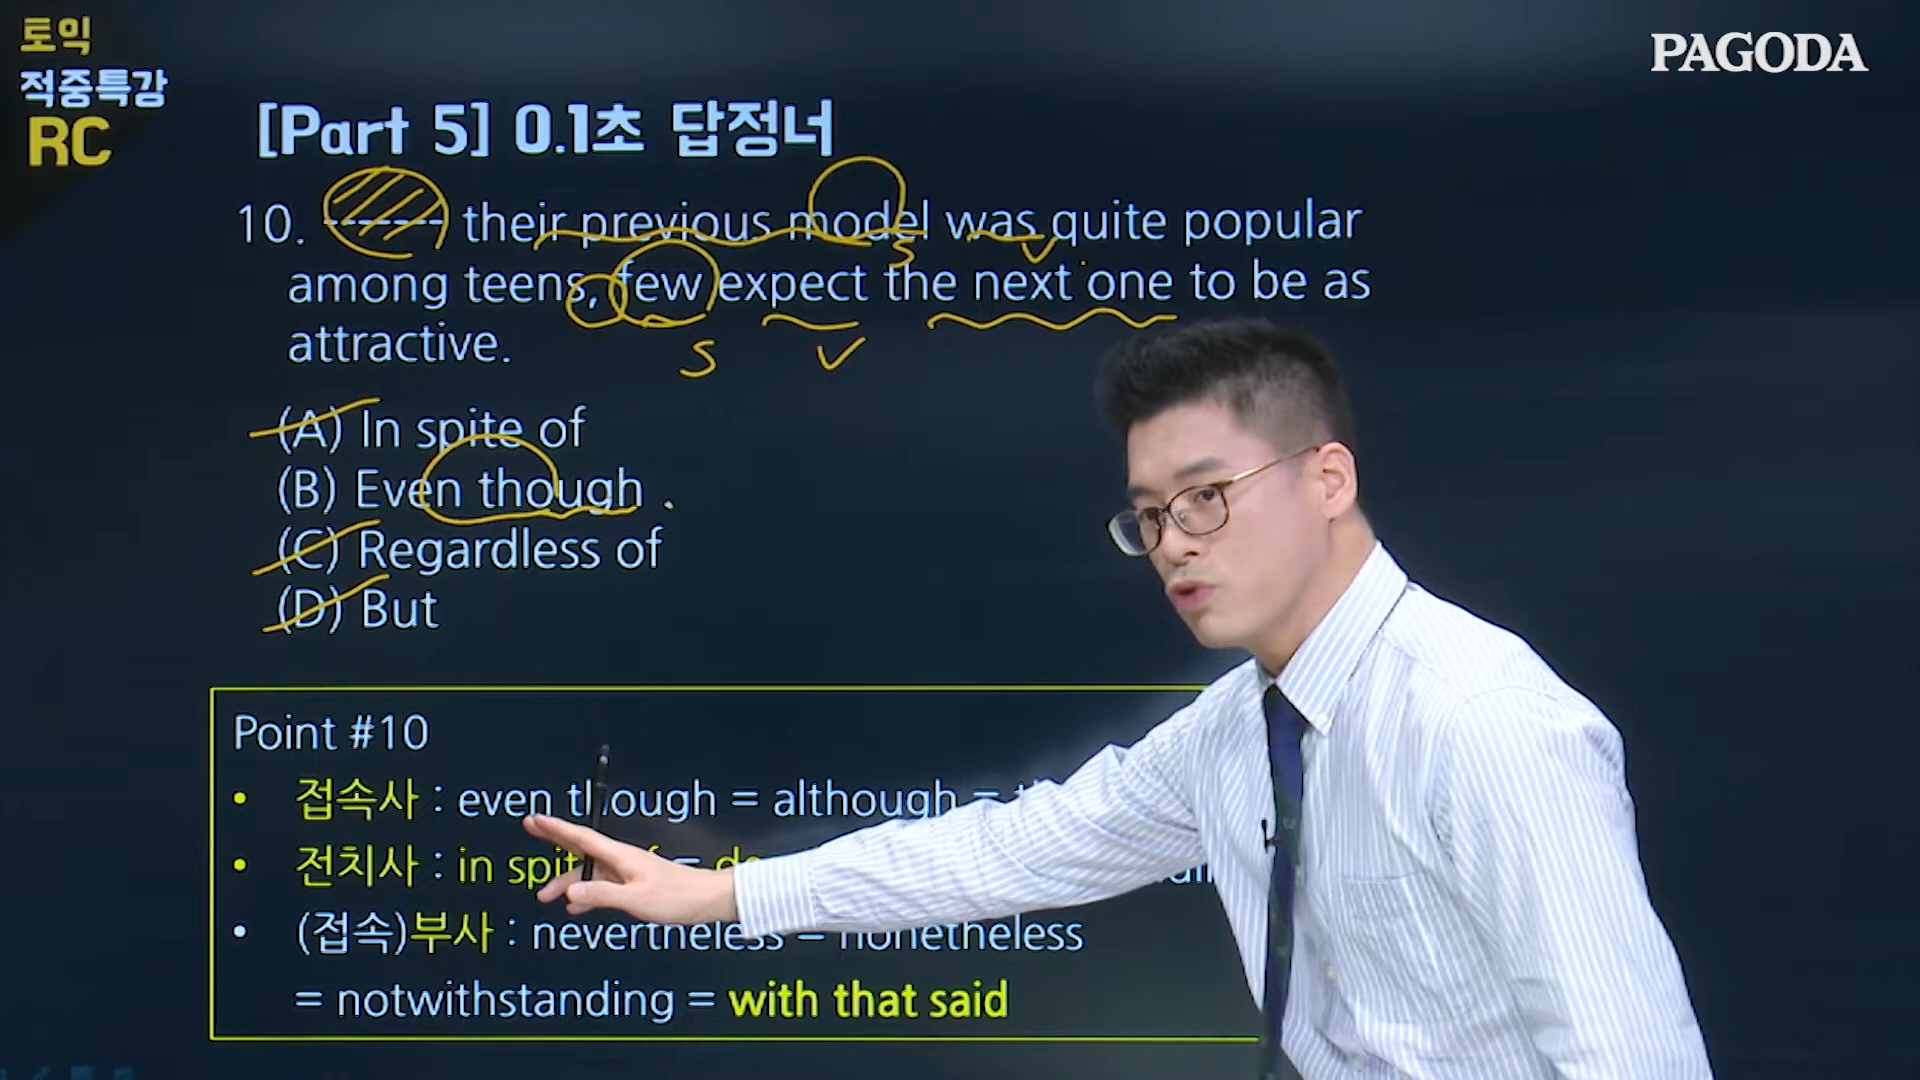 토익
적중특강
RC
PAGODA
[Part 5] 0.1초 답정너
10. ------ their previous model was quite popular
among teens, few expect the next one to be as
attractive.
S V
S V
(A) In spite of
(B) Even though
(C) Regardless of
(D) But
Point #10
• 접속사 : even though = although =
• 전치사 : in spite of =
• (접속)부사 : nevertheless = nonetheless
= notwithstanding = with that said